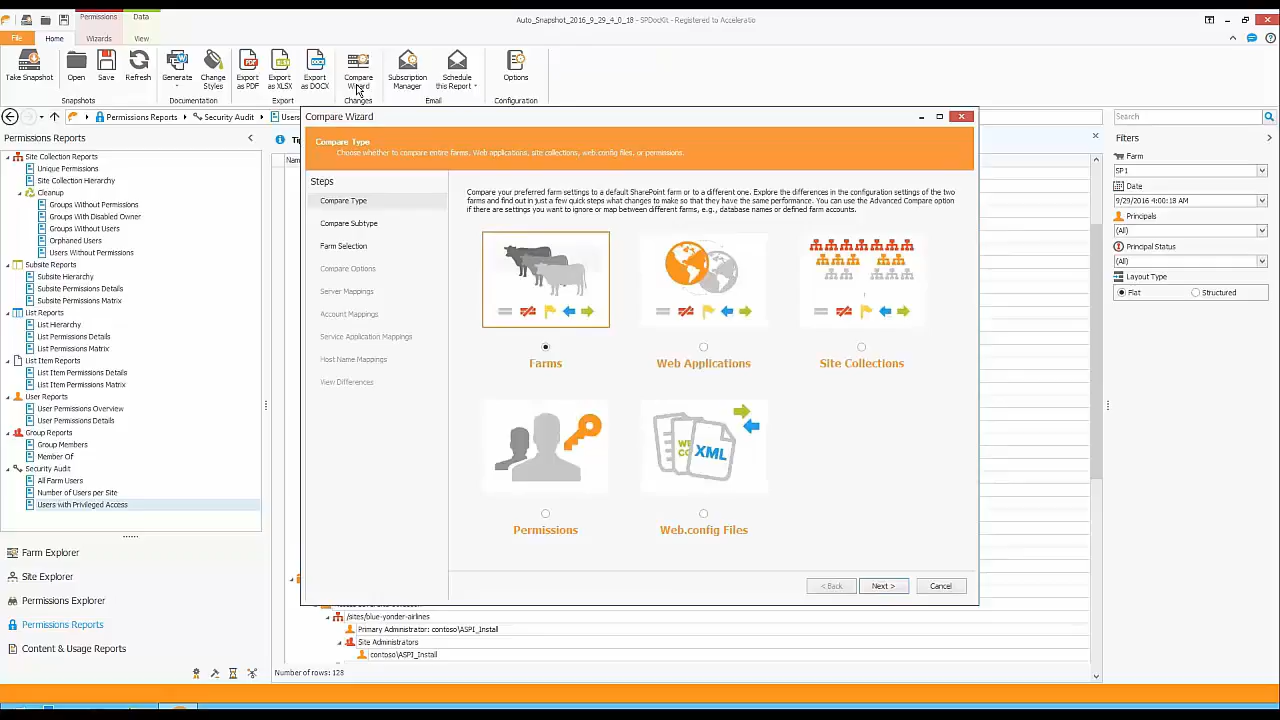 Permissions
Data
Auto_Snapshot_2016_9_29_4_0_18 - SPDocKit - Registered to Acceleratio
File
Home
Wizards
View
Take Snapshot
Open
Save
Refresh
Generate
Change Styles
Export as PDF
Export as XLSX
Export as DOCX
Compare Wizard
Subscription Manager
Schedule this Report
Options
Snapshots
Documentation
Export
Changes
Email
Configuration
Permissions Reports
Security Audit
Users
Search
Permissions Reports
Site Collection Reports
Unique Permissions
Site Collection Hierarchy
Cleanup
Groups Without Permissions
Groups With Disabled Owner
Groups Without Users
Orphaned Users
Users Without Permissions
Subsite Reports
Subsite Hierarchy
Subsite Permissions Details
Subsite Permissions Matrix
List Reports
List Hierarchy
List Permissions Details
List Permissions Matrix
List Item Reports
List Item Permissions Details
List Item Permissions Matrix
User Reports
User Permissions Overview
User Permissions Details
Group Reports
Group Members
Member Of
Security Audit
All Farm Users
Number of Users per Site
Users with Privileged Access
Farm Explorer
Site Explorer
Permissions Explorer
Permissions Reports
Content & Usage Reports
Compare Wizard
Compare Type
Choose whether to compare entire farms, Web applications, site collections, web.config files, or permissions.
Steps
Compare Type
Compare Subtype
Farm Selection
Compare Options
Server Mappings
Account Mappings
Service Application Mappings
Host Name Mappings
View Differences
Compare your preferred farm settings to a default SharePoint farm or to a different one. Explore the differences in the configuration settings of the two
farms and find out in just a few quick steps what changes to make so that they have the same performance. You can use the Advanced Compare option
if there are settings you want to ignore or map between different farms, e.g., database names or defined farm accounts.
Farms
Web Applications
Site Collections
XML
Permissions
Web.config Files
< Back
Next >
Cancel
/sites/blue-yonder-airlines
Primary Administrator: contoso\ASPI_Install
Site Administrators
contoso\ASPI_Install
Number of rows: 128
Filters
Farm
SP1
Date
9/29/2016 4:00:18 AM
Principals
(All)
Principal Status
(All)
Layout Type
Flat
Structured